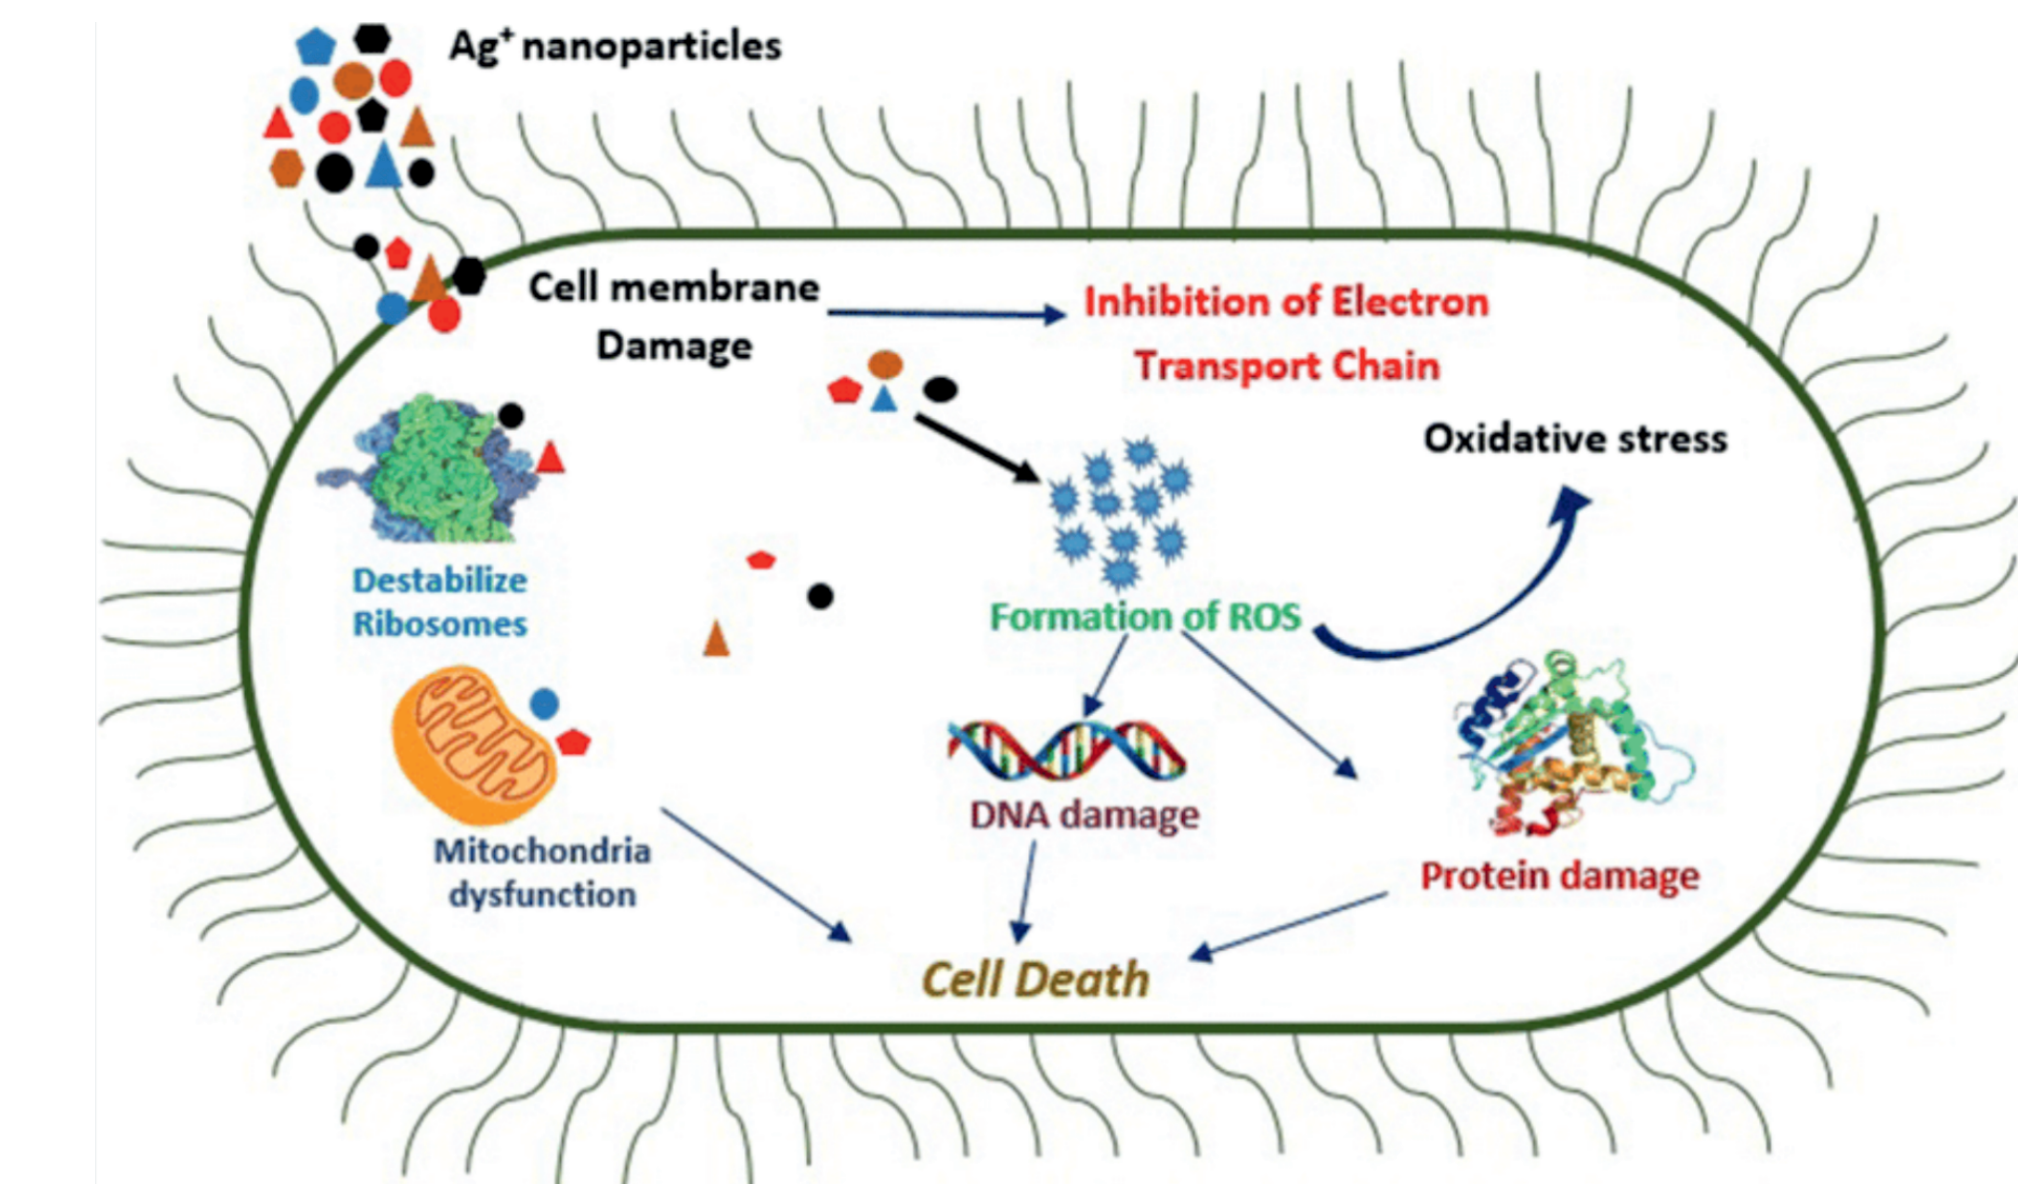 Ag⁺ nanoparticles
Cell membrane
Damage
Inhibition of Electron
Transport Chain
Oxidative stress
Destabilize
Ribosomes
Formation of ROS
DNA damage
Mitochondria
dysfunction
Protein damage
Cell Death